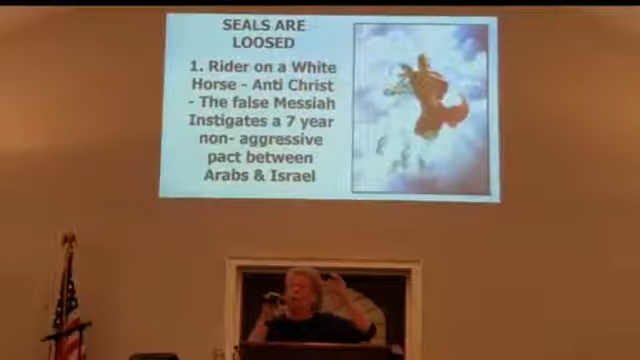 SEALS ARE
LOOSED
1. Rider on a White
Horse - Anti Christ
- The false Messiah
Instigates a 7 year
non- aggressive
pact between
Arabs & Israel